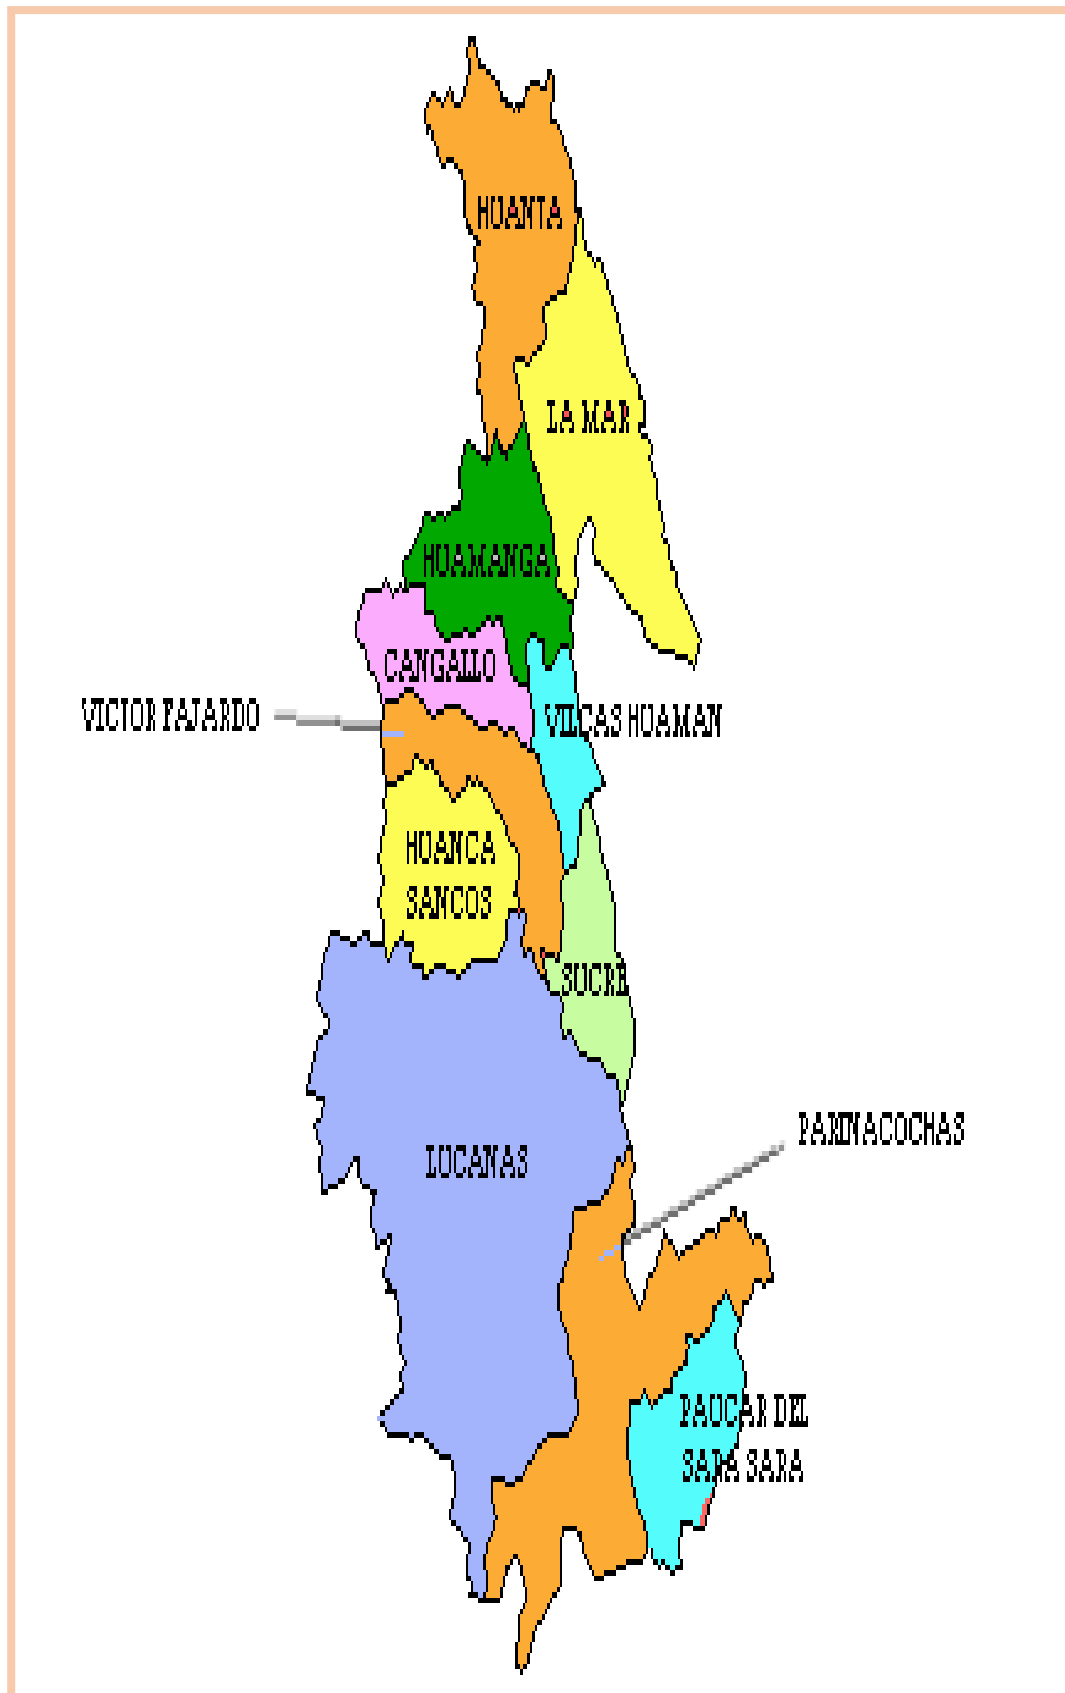 HUANTA
LA MAR
HUAMANGA
CANGALLO
VICTOR FAJARDO
VILCAS HUAMAN
HUANCA
SANCOS
SUCRE
PARINACOCHAS
LUCANAS
PAUCAR DEL
SARA SARA